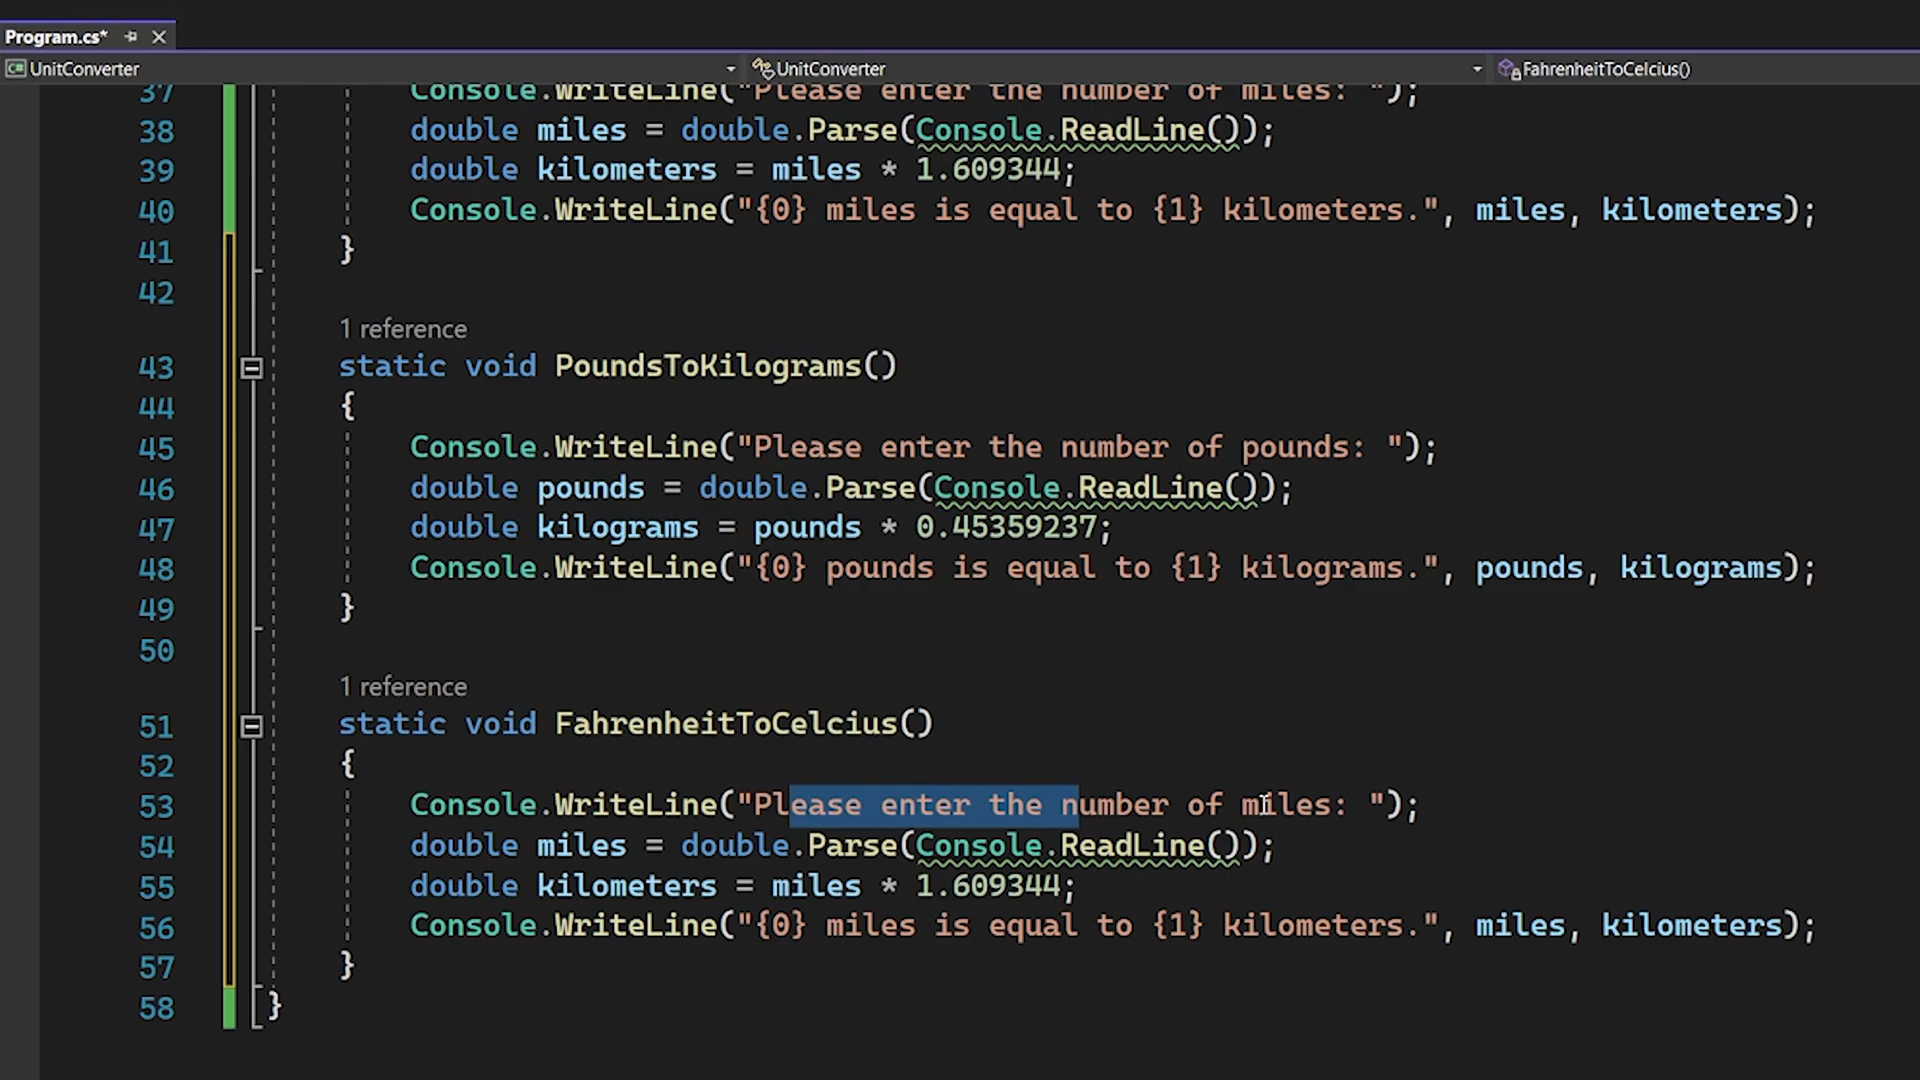 Program.cs*
UnitConverter UnitConverter FahrenheitToCelcius()
37 Console.WriteLine("Please enter the number of miles: ");
38 double miles = double.Parse(Console.ReadLine());
39 double kilometers = miles * 1.609344;
40 Console.WriteLine("{0} miles is equal to {1} kilometers.", miles, kilometers);
41 }
42
1 reference
43 static void PoundsToKilograms()
44 {
45 Console.WriteLine("Please enter the number of pounds: ");
46 double pounds = double.Parse(Console.ReadLine());
47 double kilograms = pounds * 0.45359237;
48 Console.WriteLine("{0} pounds is equal to {1} kilograms.", pounds, kilograms);
49 }
50
1 reference
51 static void FahrenheitToCelcius()
52 {
53 Console.WriteLine("Please enter the number of miles: ");
54 double miles = double.Parse(Console.ReadLine());
55 double kilometers = miles * 1.609344;
56 Console.WriteLine("{0} miles is equal to {1} kilometers.", miles, kilometers);
57 }
58 }